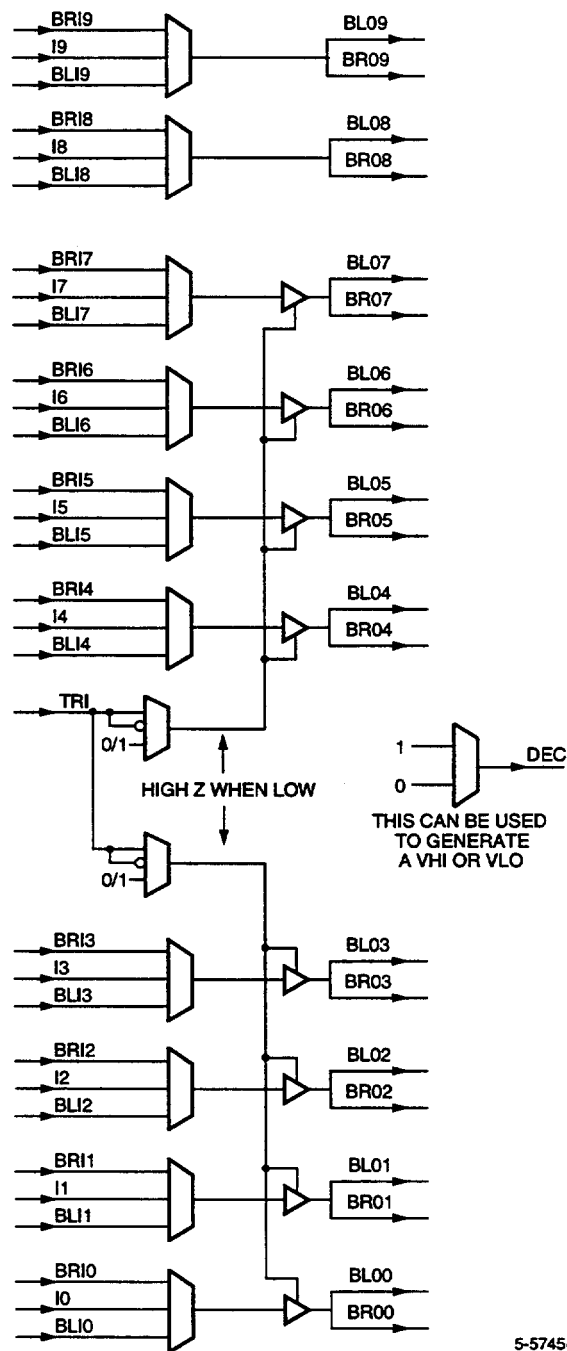 BRI9
I9
BLI9
BL09
BR09
BRI8
I8
BLI8
BL08
BR08
BRI7
I7
BLI7
BL07
BR07
BRI6
I6
BLI6
BL06
BR06
BRI5
I5
BLI5
BL05
BR05
BRI4
I4
BLI4
BL04
BR04
TRI
0/1
HIGH Z WHEN LOW
0/1
1
0
DEC
THIS CAN BE USED
TO GENERATE
A VHI OR VLO
BRI3
I3
BLI3
BL03
BR03
BRI2
I2
BLI2
BL02
BR02
BRI1
I1
BLI1
BL01
BR01
BRI0
I0
BLI0
BL00
BR00
5-5745